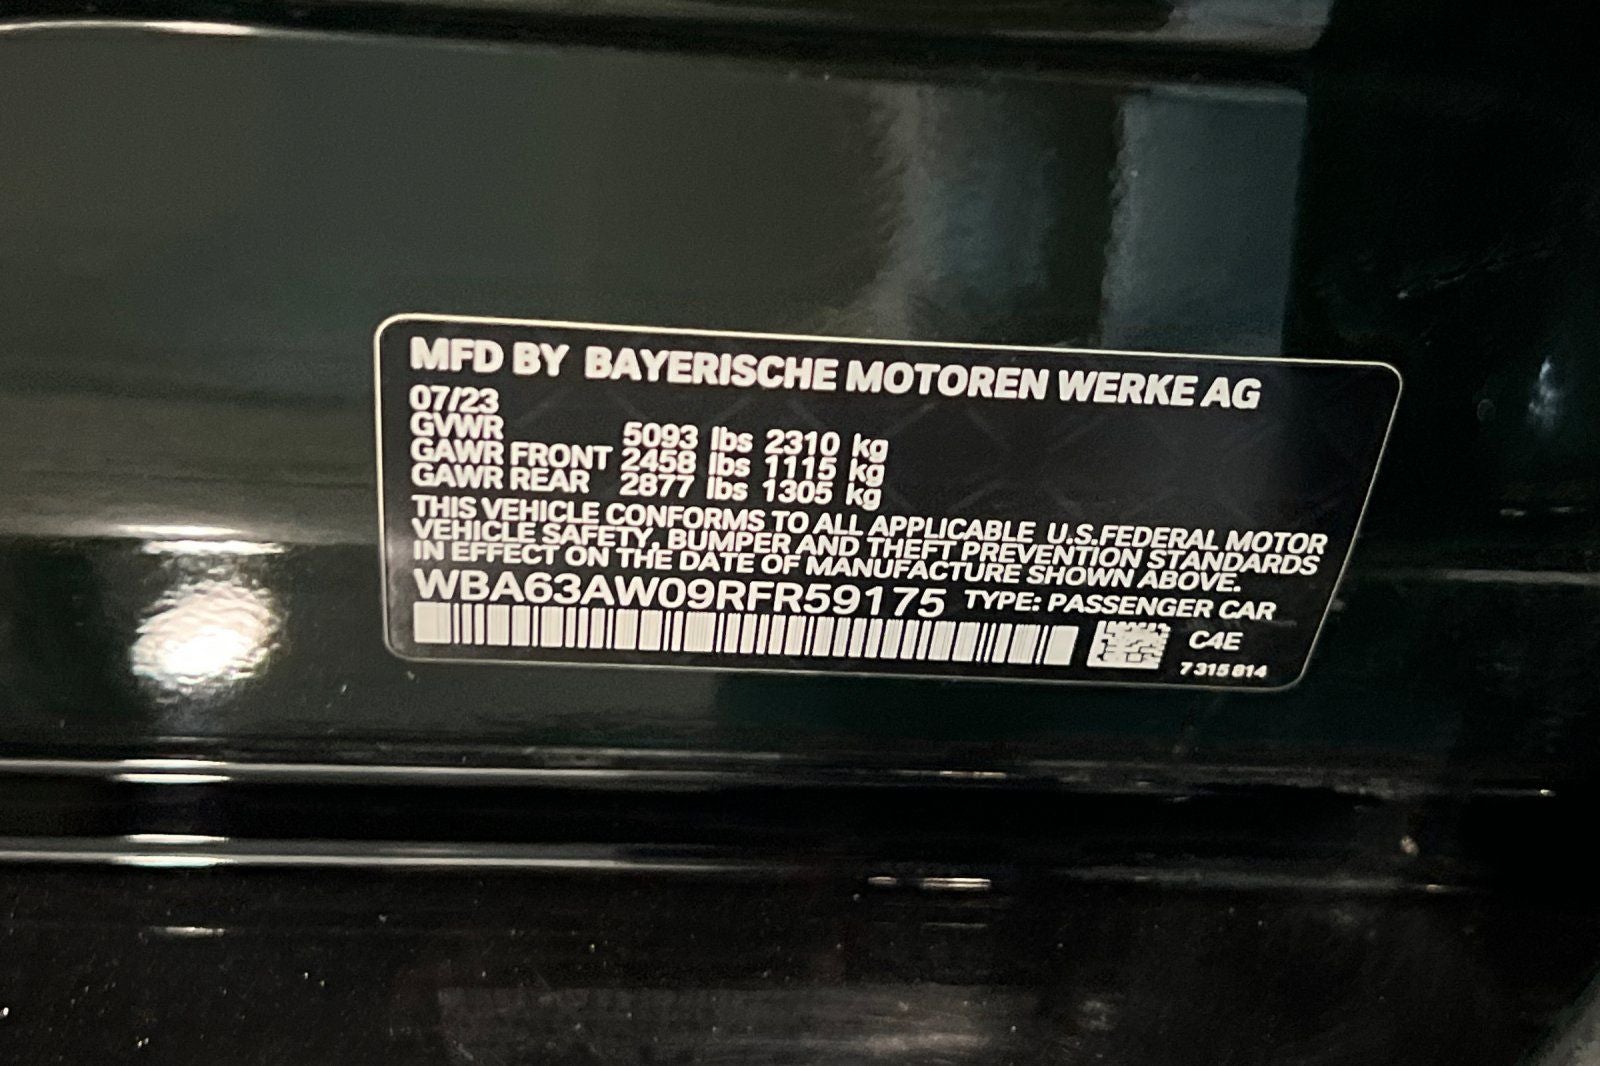 MFD BY BAYERISCHE MOTOREN WERKE AG
07/23
GVWR 5093 lbs 2310 kg
GAWR FRONT 2458 lbs 1115 kg
GAWR REAR 2877 lbs 1305 kg
THIS VEHICLE CONFORMS TO ALL APPLICABLE U.S.FEDERAL MOTOR
VEHICLE SAFETY, BUMPER AND THEFT PREVENTION STANDARDS
IN EFFECT ON THE DATE OF MANUFACTURE SHOWN ABOVE.
WBA63AW09RFR59175 TYPE: PASSENGER CAR
C4E
7 315 814